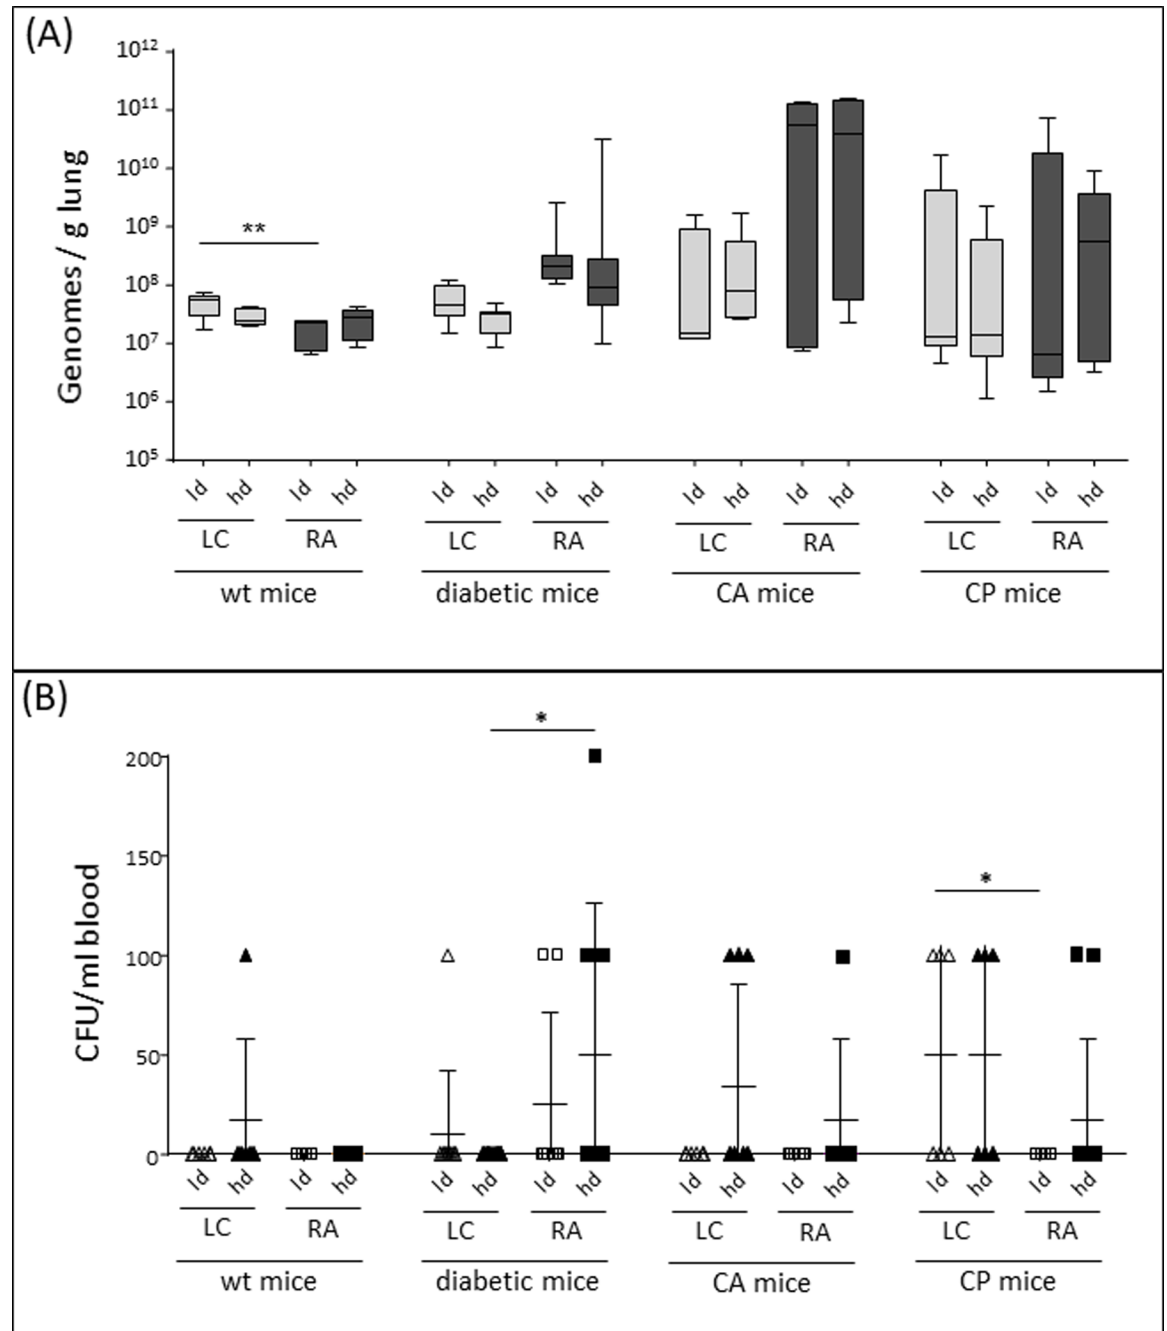 (A)
10¹²
10¹¹
10¹⁰
10⁹
10⁸
10⁷
10⁶
10⁵
Genomes / g lung
**
ld hd ld hd ld hd ld hd ld hd ld hd ld hd ld hd
LC RA LC RA LC RA LC RA
wt mice diabetic mice CA mice CP mice
(B)
200
150
100
50
0
CFU/ml blood
* *
ld hd ld hd ld hd ld hd ld hd ld hd ld hd ld hd
LC RA LC RA LC RA LC RA
wt mice diabetic mice CA mice CP mice